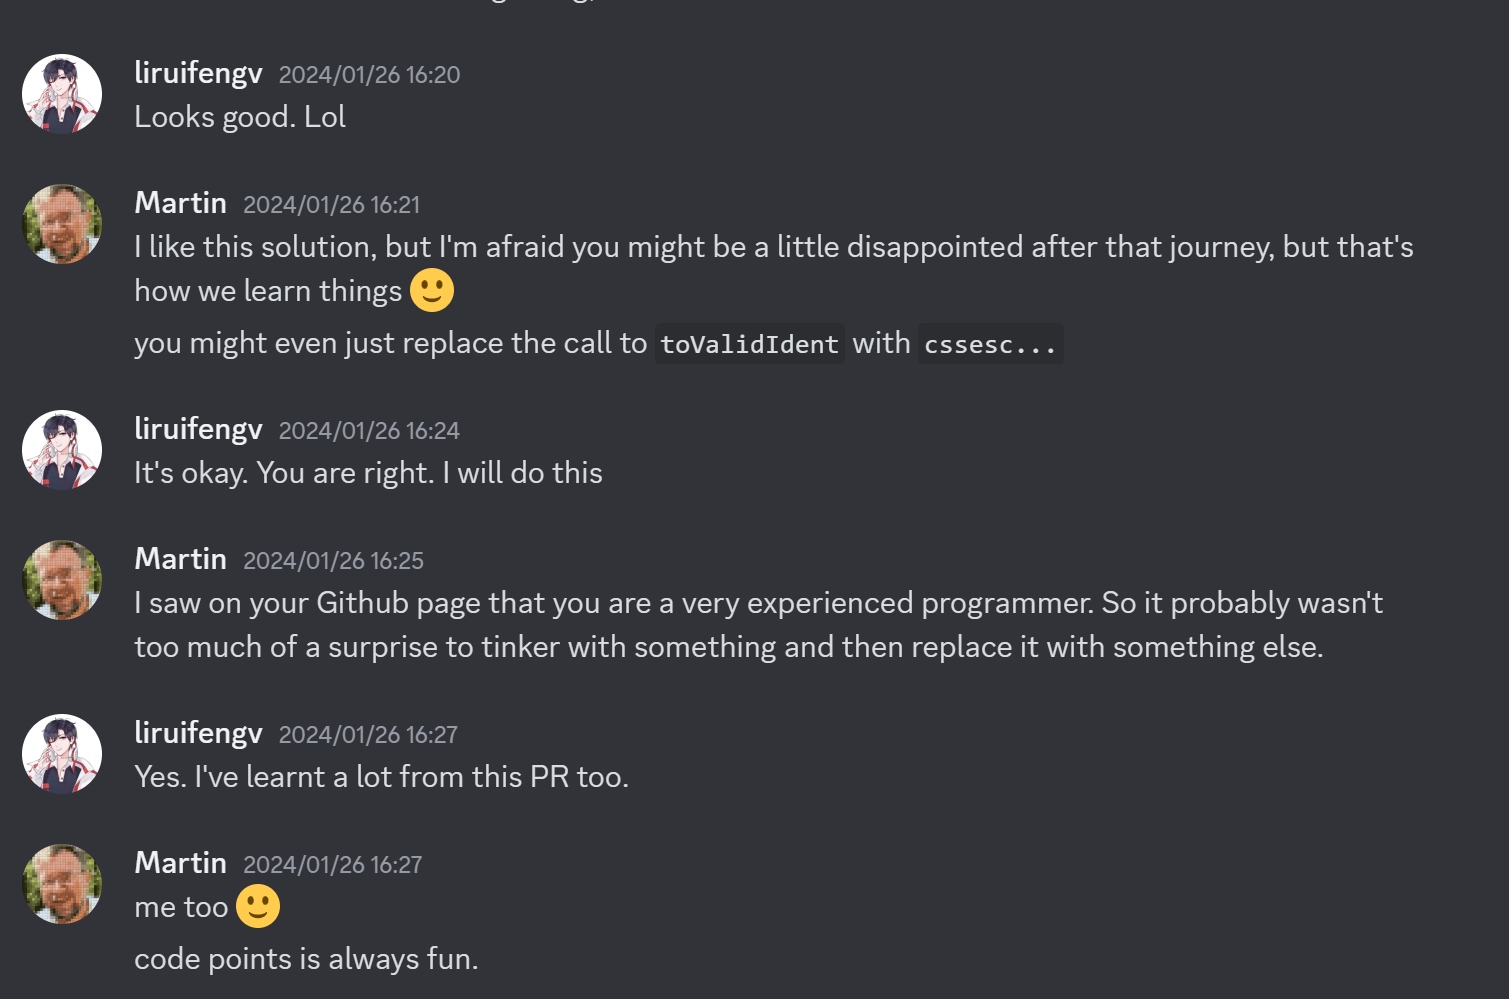 liruifengv 2024/01/26 16:20
Looks good. Lol
Martin 2024/01/26 16:21
I like this solution, but I'm afraid you might be a little disappointed after that journey, but that's
how we learn things 🙂
you might even just replace the call to toValidIdent with cssesc...
liruifengv 2024/01/26 16:24
It's okay. You are right. I will do this
Martin 2024/01/26 16:25
I saw on your Github page that you are a very experienced programmer. So it probably wasn't
too much of a surprise to tinker with something and then replace it with something else.
liruifengv 2024/01/26 16:27
Yes. I've learnt a lot from this PR too.
Martin 2024/01/26 16:27
me too 🙂
code points is always fun.